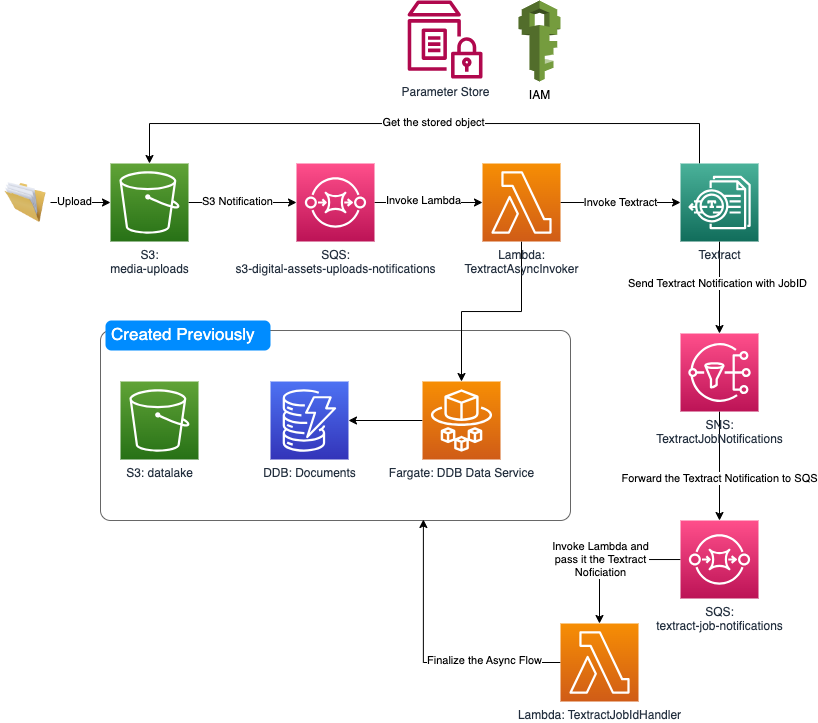 Parameter Store
IAM
Get the stored object
Upload
S3 Notification
Invoke Lambda
Invoke Textract
S3:
media-uploads
SQS:
s3-digital-assets-uploads-notifications
Lambda:
TextractAsyncInvoker
Textract
Send Textract Notification with JobID
Created Previously
SNS:
TextractJobNotifications
S3: datalake
DDB: Documents
Fargate: DDB Data Service
Forward the Textract Notification to SQS
Invoke Lambda and
pass it the Textract
Noficiation
SQS:
textract-job-notifications
Finalize the Async Flow
Lambda: TextractJobIdHandler